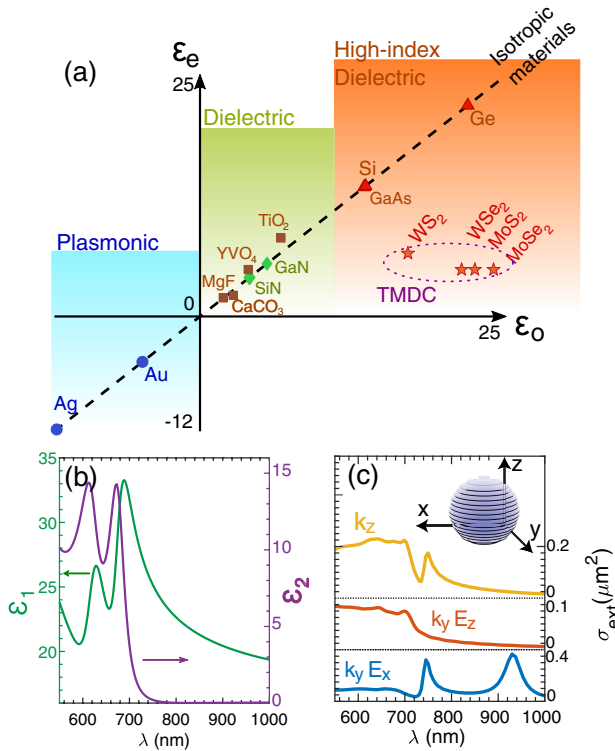 (a)
εe
25
High-index
Dielectric
Isotropic
materials
Dielectric
Ge
Si
GaAs
TiO2
YVO4
GaN
SiN
MgF
CaCO3
WS2
WSe2
MoS2
MoSe2
TMDC
Plasmonic
0
25
εo
Au
Ag
-12
(b)
35
30
25
20
ε1
15
10
5
0
ε2
600 700 800 900 1000
λ (nm)
(c)
z
x
y
kz
0.2
0
ky Ez
0.1
0
ky Ex
0.4
0
σext(μm2)
600 700 800 900 1000
λ (nm)